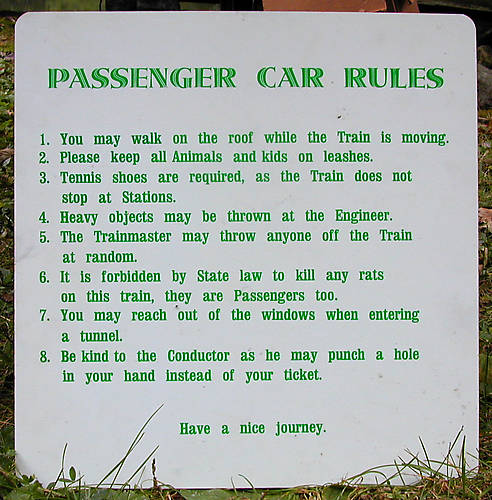 PASSENGER CAR RULES
1. You may walk on the roof while the Train is moving.
2. Please keep all Animals and kids on leashes.
3. Tennis shoes are required, as the Train does not
stop at Stations.
4. Heavy objects may be thrown at the Engineer.
5. The Trainmaster may throw anyone off the Train
at random.
6. It is forbidden by State law to kill any rats
on this train, they are Passengers too.
7. You may reach out of the windows when entering
a tunnel.
8. Be kind to the Conductor as he may punch a hole
in your hand instead of your ticket.
Have a nice journey.